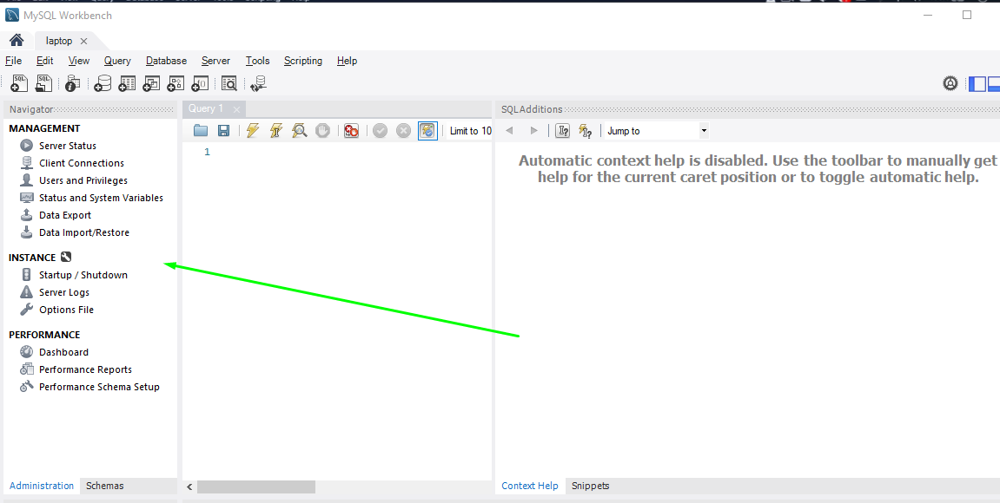 MySQL Workbench
laptop
File Edit View Query Database Server Tools Scripting Help
Navigator
MANAGEMENT
Server Status
Client Connections
Users and Privileges
Status and System Variables
Data Export
Data Import/Restore
INSTANCE
Startup / Shutdown
Server Logs
Options File
PERFORMANCE
Dashboard
Performance Reports
Performance Schema Setup
Administration Schemas
Query 1
Limit to 10
1
SQLAdditions
Jump to
Automatic context help is disabled. Use the toolbar to manually get
help for the current caret position or to toggle automatic help.
Context Help Snippets